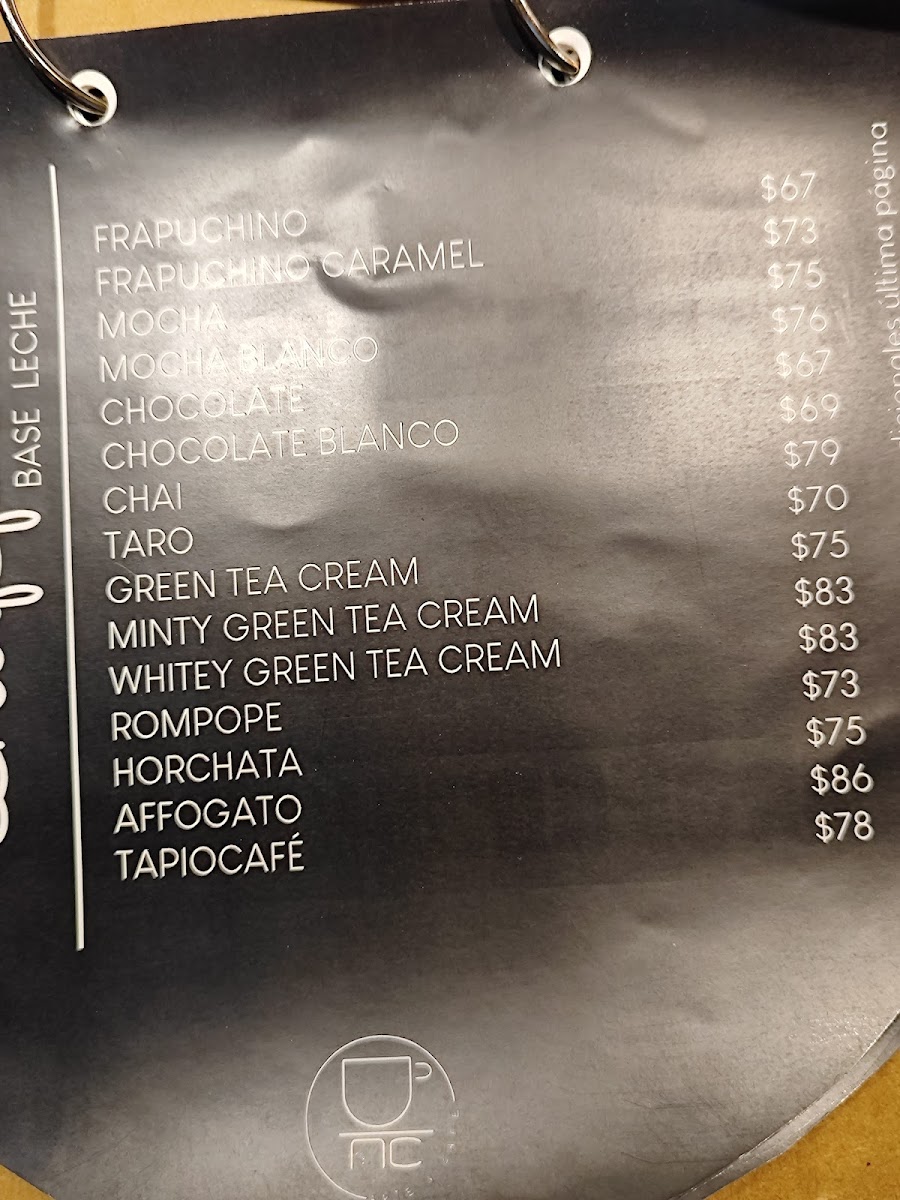 BASE LECHE
FRAPUCHINO $67
FRAPUCHINO CARAMEL $73
MOCHA $75
MOCHA BLANCO $76
CHOCOLATE $67
CHOCOLATE BLANCO $69
CHAI $79
TARO $70
GREEN TEA CREAM $75
MINTY GREEN TEA CREAM $83
WHITEY GREEN TEA CREAM $83
ROMPOPE $73
HORCHATA $75
AFFOGATO $86
TAPIOCAFÉ $78
última página
nc